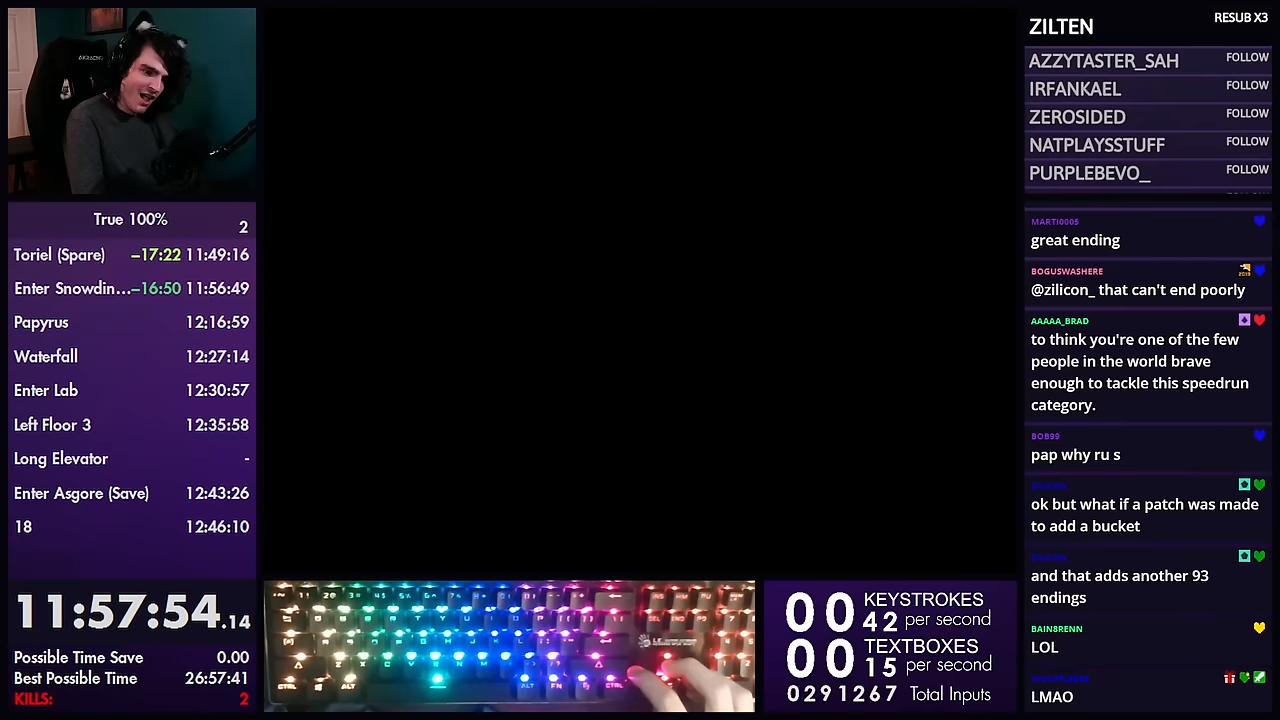 True 100%
2
Toriel (Spare) −17:22 11:49:16
Enter Snowdin...−16:50 11:56:49
Papyrus 12:16:59
Waterfall 12:27:14
Enter Lab 12:30:57
Left Floor 3 12:35:58
Long Elevator -
Enter Asgore (Save) 12:43:26
18 12:46:10
11:57:54.14
Possible Time Save 0.00
Best Possible Time 26:57:41
KILLS: 2
00 KEYSTROKES
42 per second
00 TEXTBOXES
15 per second
0291267 Total Inputs
ZILTEN RESUB X3
AZZYTASTER_SAH FOLLOW
IRFANKAEL FOLLOW
ZEROSIDED FOLLOW
NATPLAYSSTUFF FOLLOW
PURPLEBEVO_ FOLLOW
MARTI0005
great ending
BOGUSWASHERE
@zilicon_ that can't end poorly
AAAAA_BRAD
to think you're one of the few
people in the world brave
enough to tackle this speedrun
category.
BOB99
pap why ru s
ok but what if a patch was made
to add a bucket
and that adds another 93
endings
BAIN8RENN
LOL
LMAO